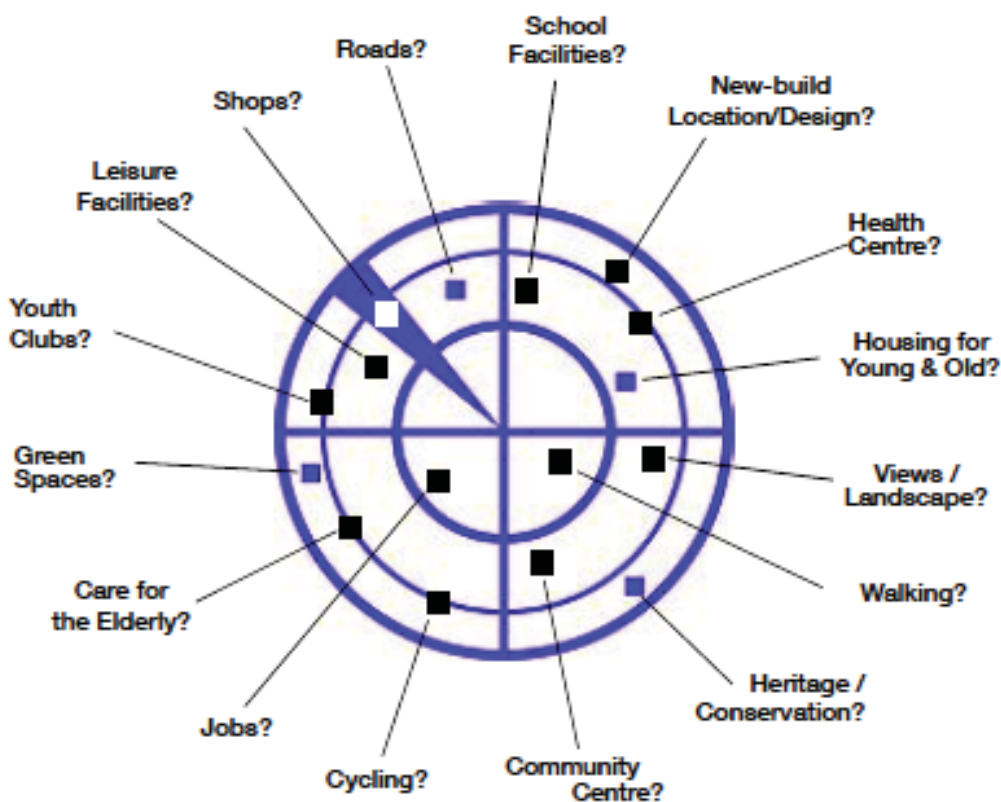 School
Facilities?
Roads?
New-build
Location/Design?
Shops?
Leisure
Facilities?
Health
Centre?
Youth
Clubs?
Housing for
Young & Old?
Green
Spaces?
Views /
Landscape?
Care for
the Elderly?
Walking?
Heritage /
Conservation?
Jobs?
Cycling?
Community
Centre?